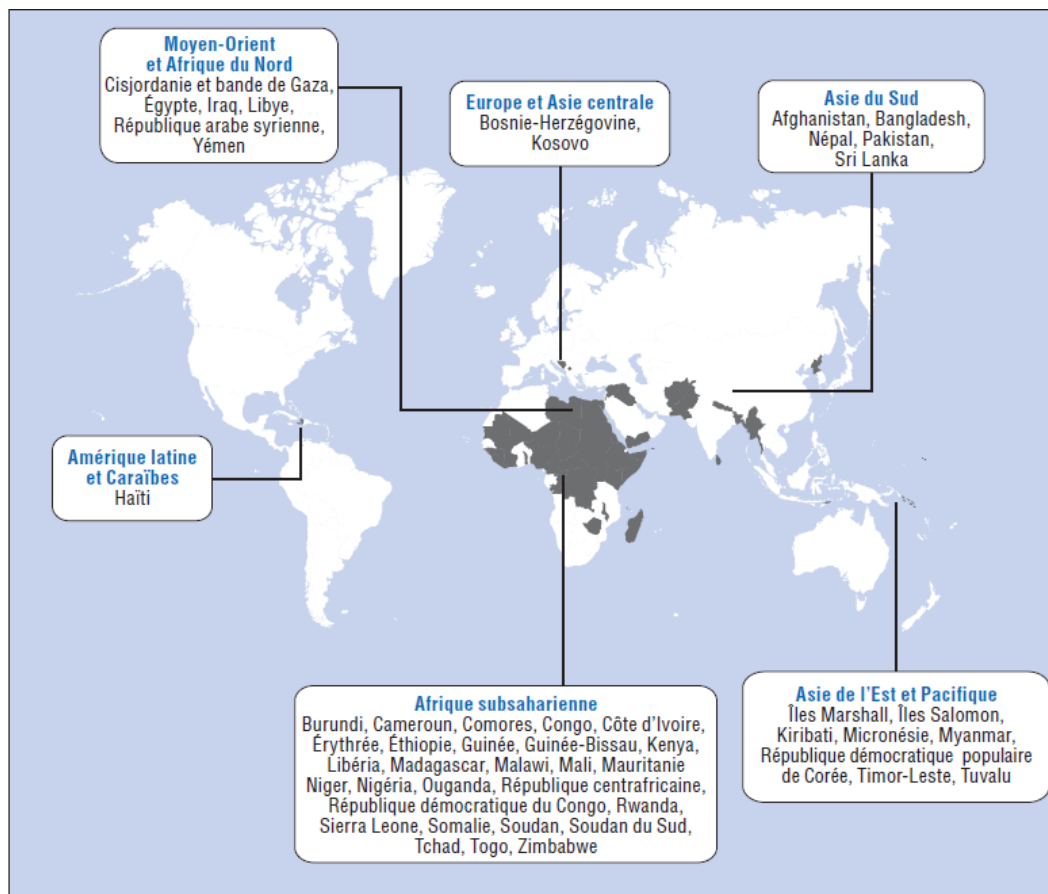 Moyen-Orient
et Afrique du Nord
Cisjordanie et bande de Gaza,
Égypte, Iraq, Libye,
République arabe syrienne,
Yémen
Europe et Asie centrale
Bosnie-Herzégovine,
Kosovo
Asie du Sud
Afghanistan, Bangladesh,
Népal, Pakistan,
Sri Lanka
Amérique latine
et Caraïbes
Haïti
Afrique subsaharienne
Burundi, Cameroun, Comores, Congo, Côte d’Ivoire,
Érythrée, Éthiopie, Guinée, Guinée-Bissau, Kenya,
Libéria, Madagascar, Malawi, Mali, Mauritanie
Niger, Nigéria, Ouganda, République centrafricaine,
République démocratique du Congo, Rwanda,
Sierra Leone, Somalie, Soudan, Soudan du Sud,
Tchad, Togo, Zimbabwe
Asie de l’Est et Pacifique
Îles Marshall, Îles Salomon,
Kiribati, Micronésie, Myanmar,
République démocratique populaire
de Corée, Timor-Leste, Tuvalu